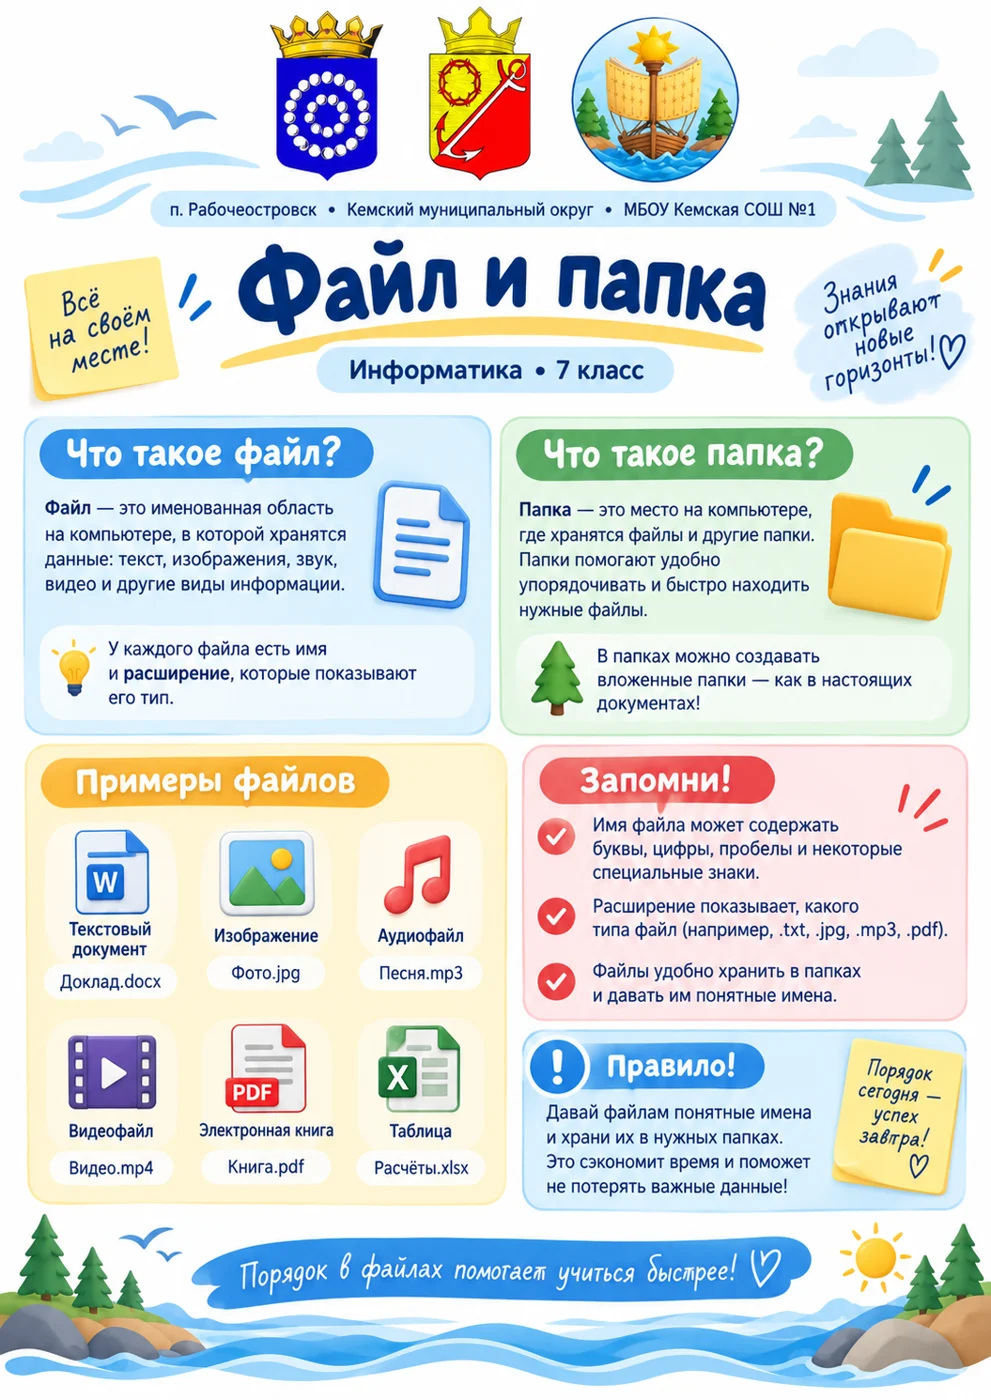 п. Рабочеостровск • Кемский муниципальный округ • МБОУ Кемская СОШ №1
Всё
на своём
месте!
Файл и папка
Информатика • 7 класс
Знания
открывают
новые
горизонты!
Что такое файл?
Файл — это именованная область
на компьютере, в которой хранятся
данные: текст, изображения, звук,
видео и другие виды информации.
У каждого файла есть имя
и расширение, которые показывают
его тип.
Что такое папка?
Папка — это место на компьютере,
где хранятся файлы и другие папки.
Папки помогают удобно
упорядочивать и быстро находить
нужные файлы.
В папках можно создавать
вложенные папки — как в настоящих
документах!
Примеры файлов
W
Текстовый
документ
Доклад.docx
Изображение
Фото.jpg
Аудиофайл
Песня.mp3
Видеофайл
Видео.mp4
PDF
Электронная книга
Книга.pdf
X
Таблица
Расчёты.xlsx
Запомни!
Имя файла может содержать
буквы, цифры, пробелы и некоторые
специальные знаки.
Расширение показывает, какого
типа файл (например, .txt, .jpg, .mp3, .pdf).
Файлы удобно хранить в папках
и давать им понятные имена.
! Правило!
Давай файлам понятные имена
и храни их в нужных папках.
Это сэкономит время и поможет
не потерять важные данные!
Порядок
сегодня —
успех
завтра!
Порядок в файлах помогает учиться быстрее!